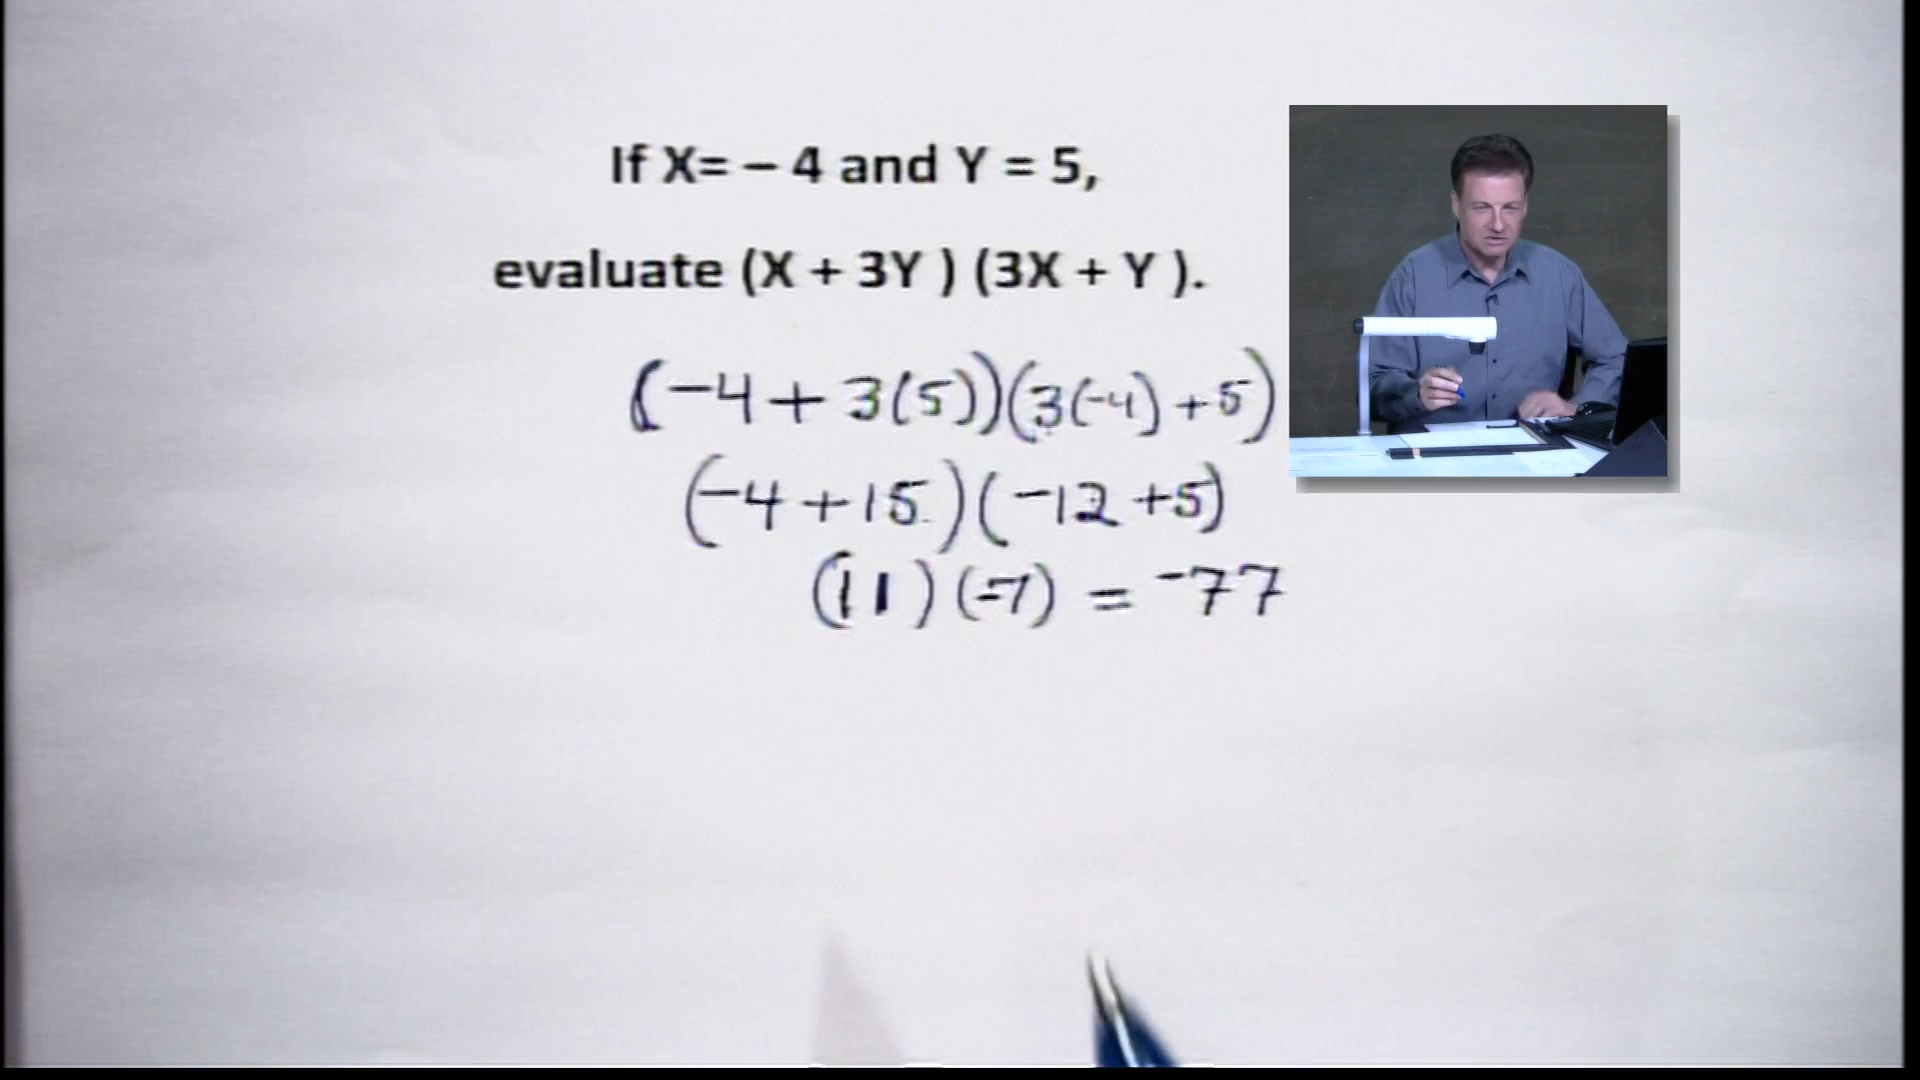 If X= – 4 and Y = 5,
evaluate (X + 3Y ) (3X + Y ).
(-4 + 3(5))(3(-4) +5)
(-4 +15)(-12 +5)
(11)(-7) = -77